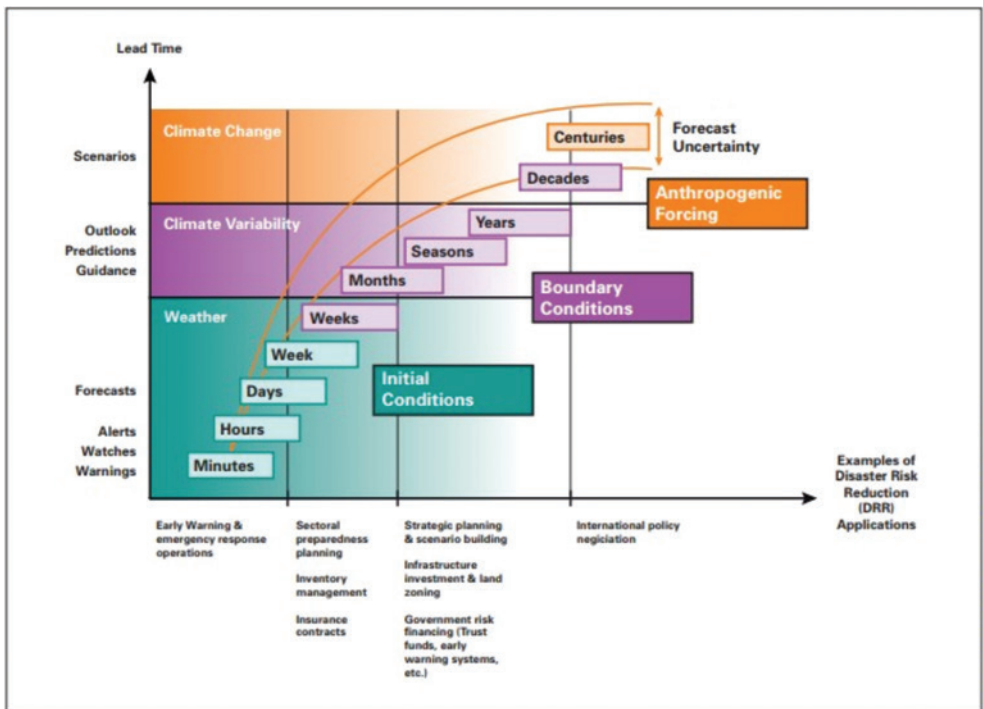 Lead Time
Climate Change
Centuries
Forecast
Uncertainty
Scenarios
Decades
Anthropogenic
Forcing
Climate Variability
Years
Outlook
Predictions
Guidance
Seasons
Months
Boundary
Conditions
Weather
Weeks
Week
Initial
Conditions
Forecasts
Days
Alerts
Watches
Warnings
Hours
Minutes
Examples of
Disaster Risk
Reduction
(DRR)
Applications
Early Warning &
emergency response
operations
Sectoral
preparedness
planning
Inventory
management
Insurance
contracts
Strategic planning
& scenario building
Infrastructure
investment & land
zoning
Government risk
financing (Trust
funds, early
warning systems,
etc.)
International policy
negiciation